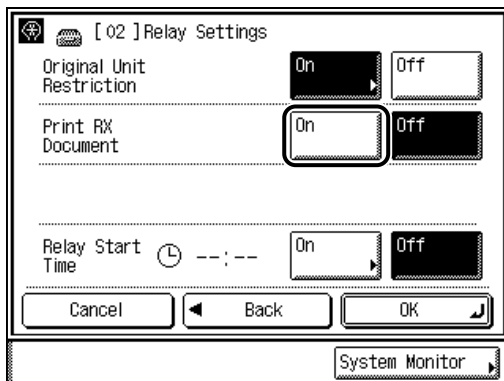 [ 02 ]Relay Settings
Original Unit
Restriction
On
Off
Print RX
Document
On
Off
Relay Start
Time
--:--
On
Off
Cancel
Back
OK
System Monitor